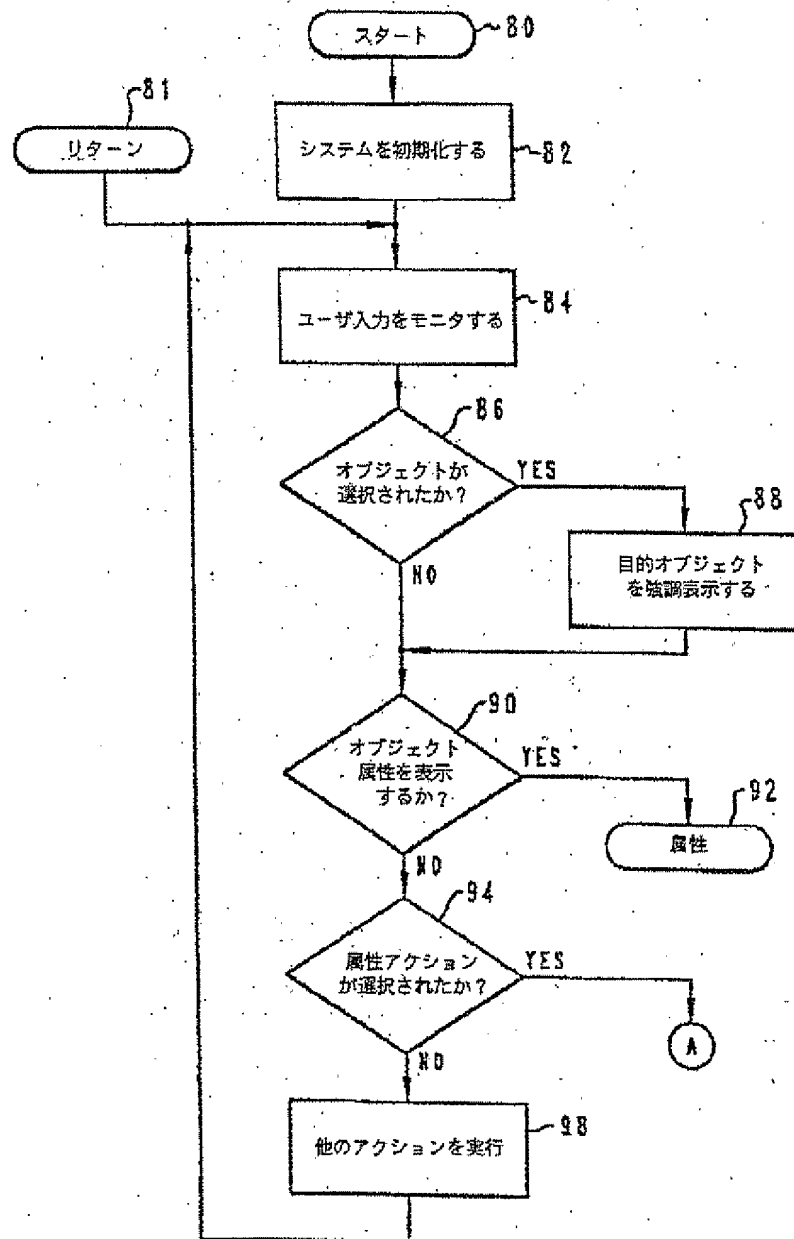 スタート
80
81
リターン
システムを初期化する
82
ユーザ入力をモニタする
84
86
オブジェクトが
選択されたか?
YES
88
目的オブジェクト
を強調表示する
NO
90
オブジェクト
属性を表示
するか?
YES
92
属性
NO
94
属性アクション
が選択されたか?
YES
A
NO
他のアクションを実行
98